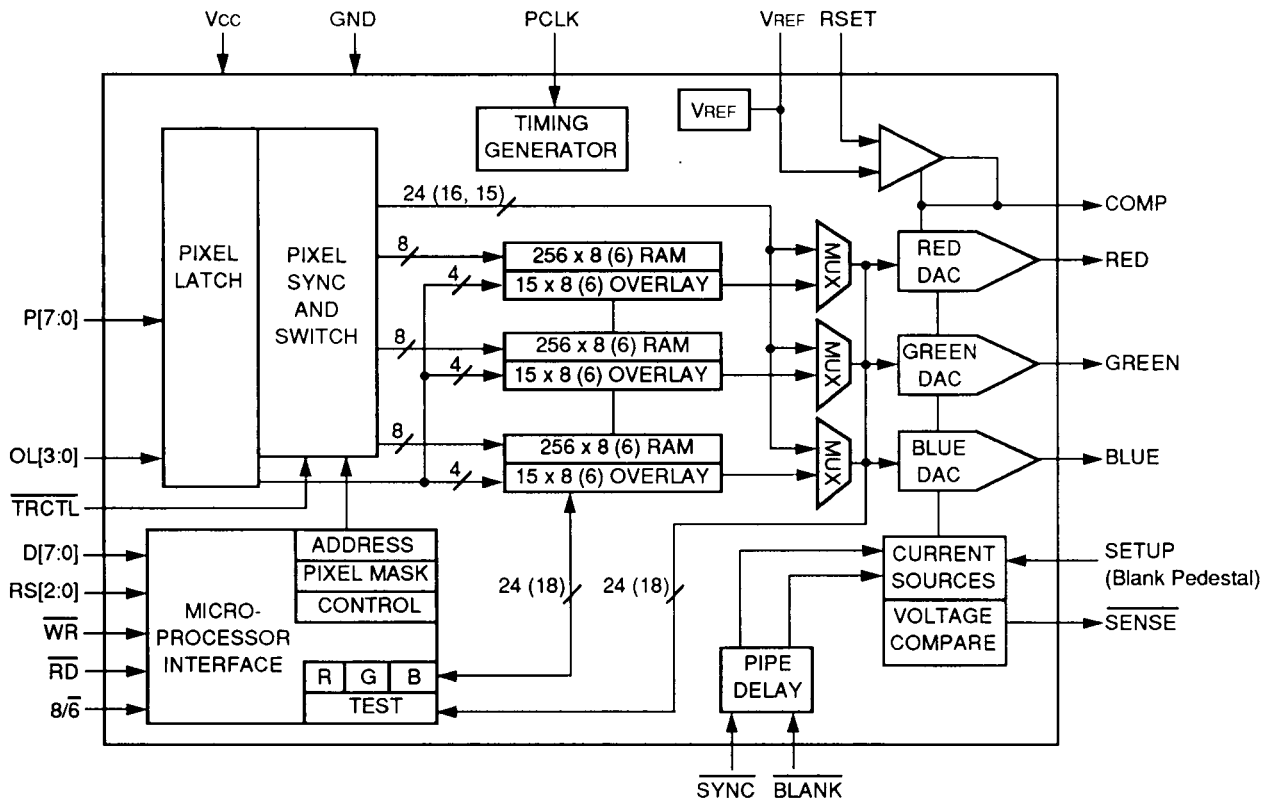 VCC GND PCLK VREF RSET
VREF
TIMING
GENERATOR
24 (16, 15)
PIXEL
LATCH
PIXEL
SYNC
AND
SWITCH
8
256 x 8 (6) RAM
4
15 x 8 (6) OVERLAY
MUX
RED
DAC
COMP
RED
P[7:0]
8
256 x 8 (6) RAM
4
15 x 8 (6) OVERLAY
MUX
GREEN
DAC
GREEN
8
256 x 8 (6) RAM
4
15 x 8 (6) OVERLAY
MUX
BLUE
DAC
BLUE
OL[3:0]
TRCTL
D[7:0]
RS[2:0]
WR
RD
8/6
MICRO-
PROCESSOR
INTERFACE
ADDRESS
PIXEL MASK
CONTROL
R G B
TEST
24 (18)
24 (18)
CURRENT
SOURCES
VOLTAGE
COMPARE
SETUP
(Blank Pedestal)
SENSE
PIPE
DELAY
SYNC BLANK